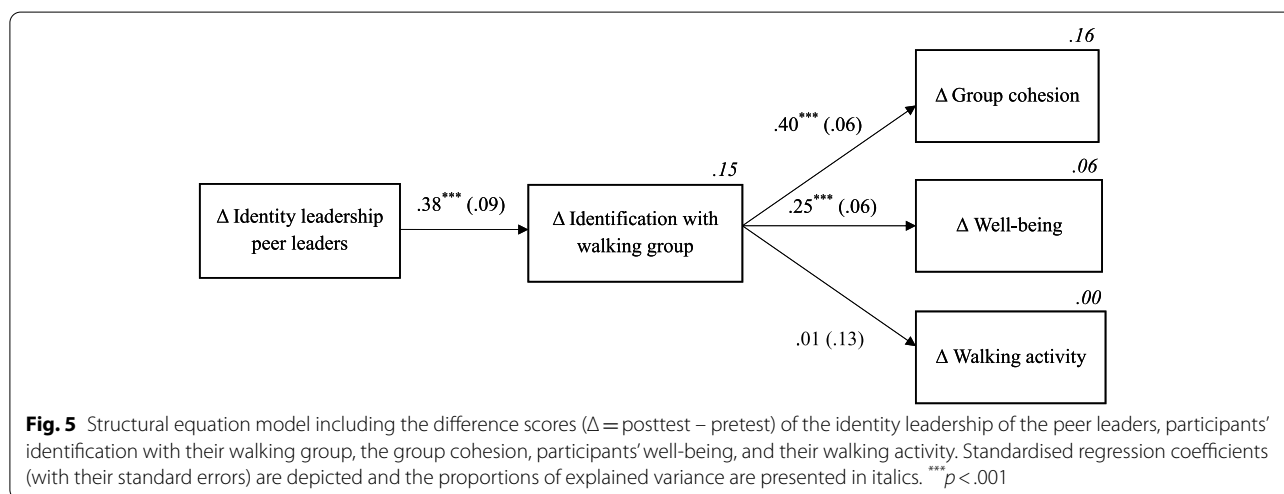 .16
Δ Group cohesion
.40*** (.06)
.15
.06
Δ Identity leadership
peer leaders
.38*** (.09)
Δ Identification with
walking group
.25*** (.06)
Δ Well-being
.00
.01 (.13)
Δ Walking activity
Fig. 5 Structural equation model including the difference scores (Δ = posttest – pretest) of the identity leadership of the peer leaders, participants’
identification with their walking group, the group cohesion, participants’ well-being, and their walking activity. Standardised regression coefficients
(with their standard errors) are depicted and the proportions of explained variance are presented in italics. ***p < .001